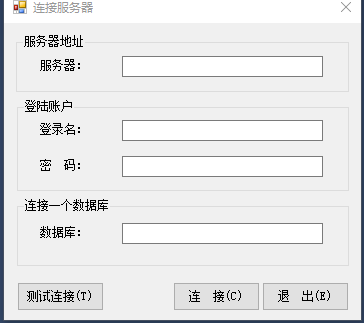 连接服务器
服务器地址
服务器：
登陆账户
登录名：
密　码：
连接一个数据库
数据库：
测试连接(T)
连　接(C)
退　出(E)